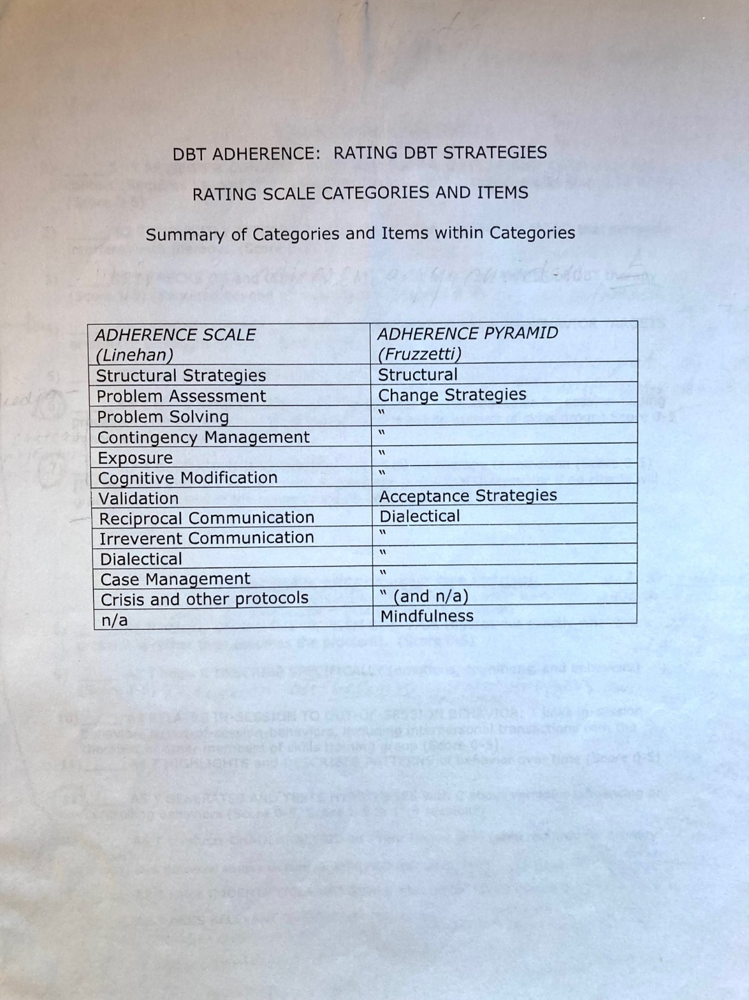 DBT ADHERENCE: RATING DBT STRATEGIES
RATING SCALE CATEGORIES AND ITEMS
Summary of Categories and Items within Categories
ADHERENCE SCALE (Linehan) ADHERENCE PYRAMID (Fruzzetti)
Structural Strategies Structural
Problem Assessment Change Strategies
Problem Solving "
Contingency Management "
Exposure "
Cognitive Modification "
Validation Acceptance Strategies
Reciprocal Communication Dialectical
Irreverent Communication "
Dialectical "
Case Management "
Crisis and other protocols " (and n/a)
n/a Mindfulness